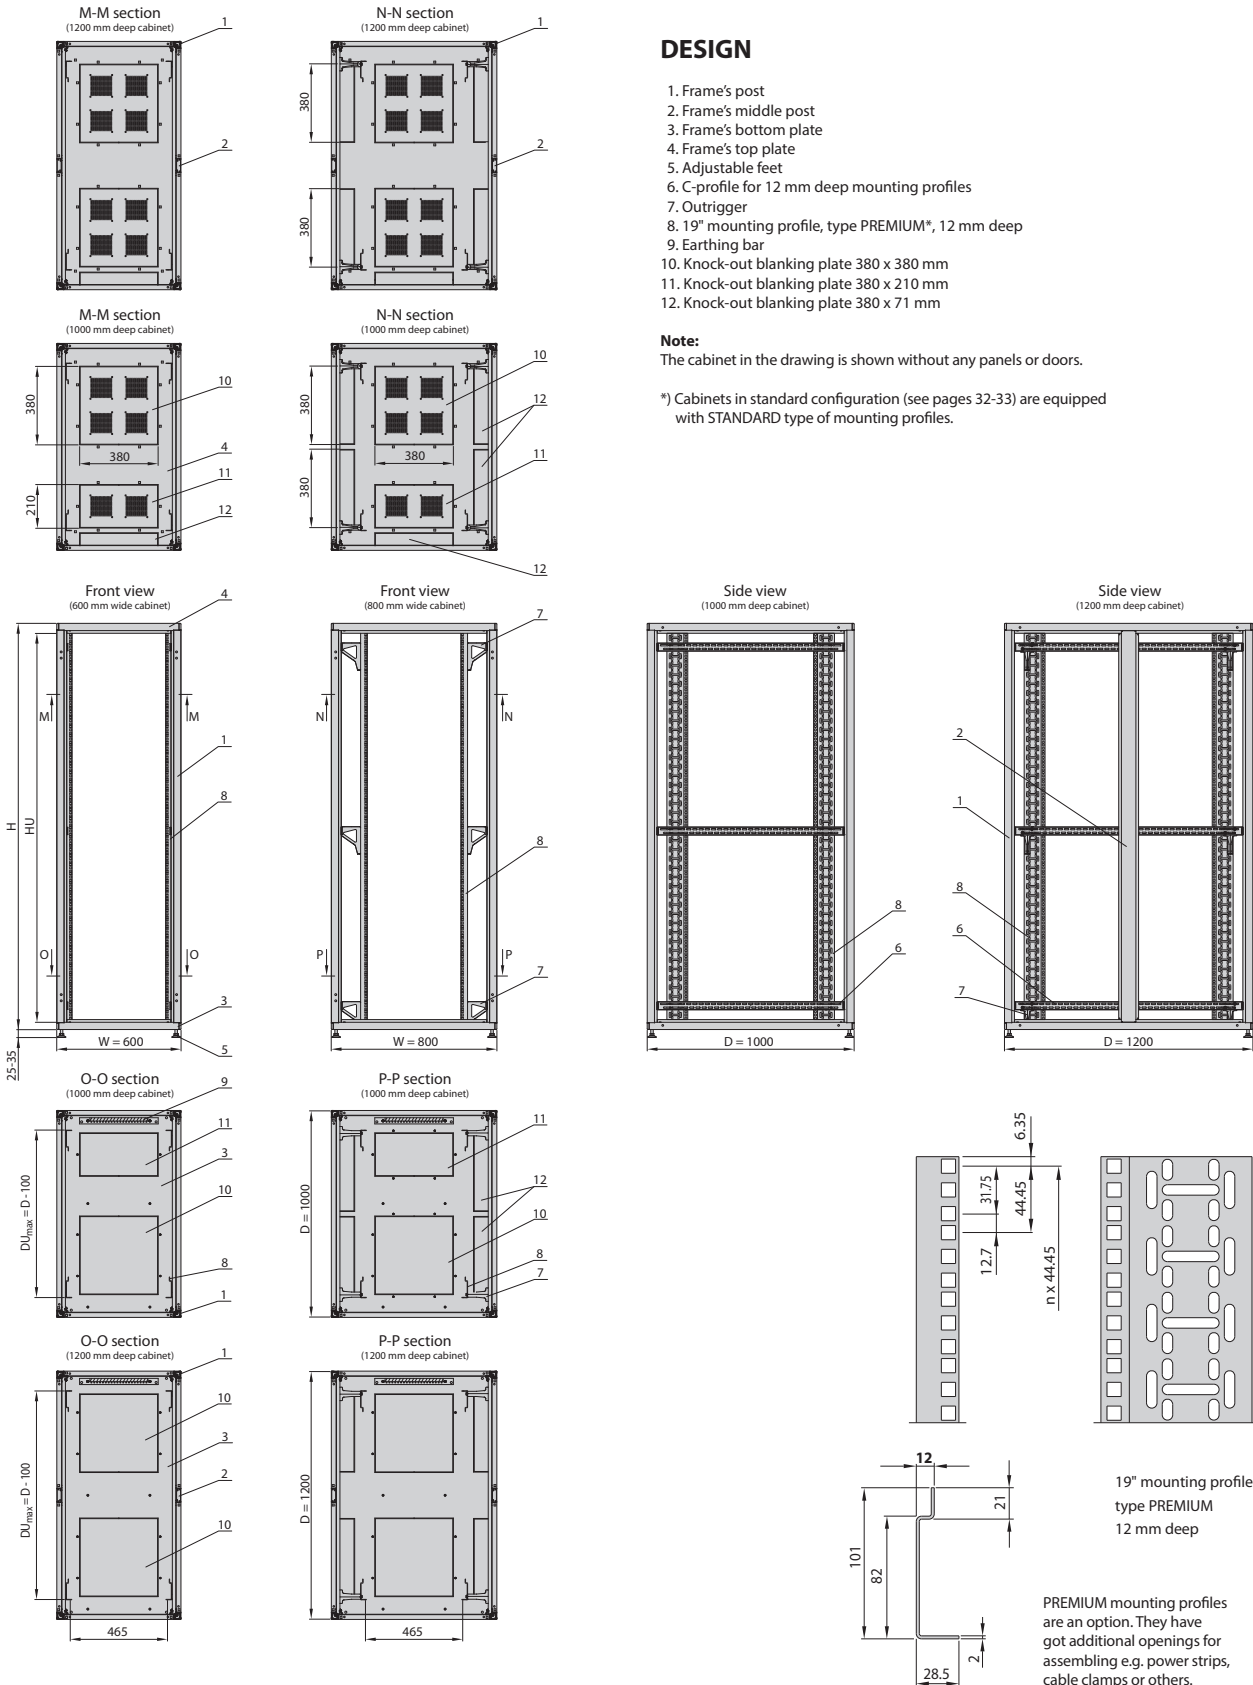 M-M section
(1200 mm deep cabinet)
1
2
380
380
N-N section
(1200 mm deep cabinet)
1
2
M-M section
(1000 mm deep cabinet)
380
380
210
10
4
11
12
N-N section
(1000 mm deep cabinet)
380
380
380
10
12
11
12
DESIGN
1. Frame's post
2. Frame's middle post
3. Frame's bottom plate
4. Frame's top plate
5. Adjustable feet
6. C-profile for 12 mm deep mounting profiles
7. Outrigger
8. 19" mounting profile, type PREMIUM*, 12 mm deep
9. Earthing bar
10. Knock-out blanking plate 380 x 380 mm
11. Knock-out blanking plate 380 x 210 mm
12. Knock-out blanking plate 380 x 71 mm
Note:
The cabinet in the drawing is shown without any panels or doors.
*) Cabinets in standard configuration (see pages 32-33) are equipped
with STANDARD type of mounting profiles.
Front view
(600 mm wide cabinet)
4
H
HU
M
M
1
8
O
O
3
5
W = 600
25-35
Front view
(800 mm wide cabinet)
7
N
N
8
P
P
7
W = 800
Side view
(1000 mm deep cabinet)
8
6
D = 1000
Side view
(1200 mm deep cabinet)
2
1
8
6
7
D = 1200
O-O section
(1000 mm deep cabinet)
9
11
3
10
8
1
DUmax = D - 100
P-P section
(1000 mm deep cabinet)
D = 1000
11
12
10
8
7
O-O section
(1200 mm deep cabinet)
1
10
3
2
10
DUmax = D - 100
465
P-P section
(1200 mm deep cabinet)
D = 1200
465
6.35
31.75
44.45
12.7
n x 44.45
12
21
101
82
2
28.5
19" mounting profile
type PREMIUM
12 mm deep
PREMIUM mounting profiles
are an option. They have
got additional openings for
assembling e.g. power strips,
cable clamps or others.